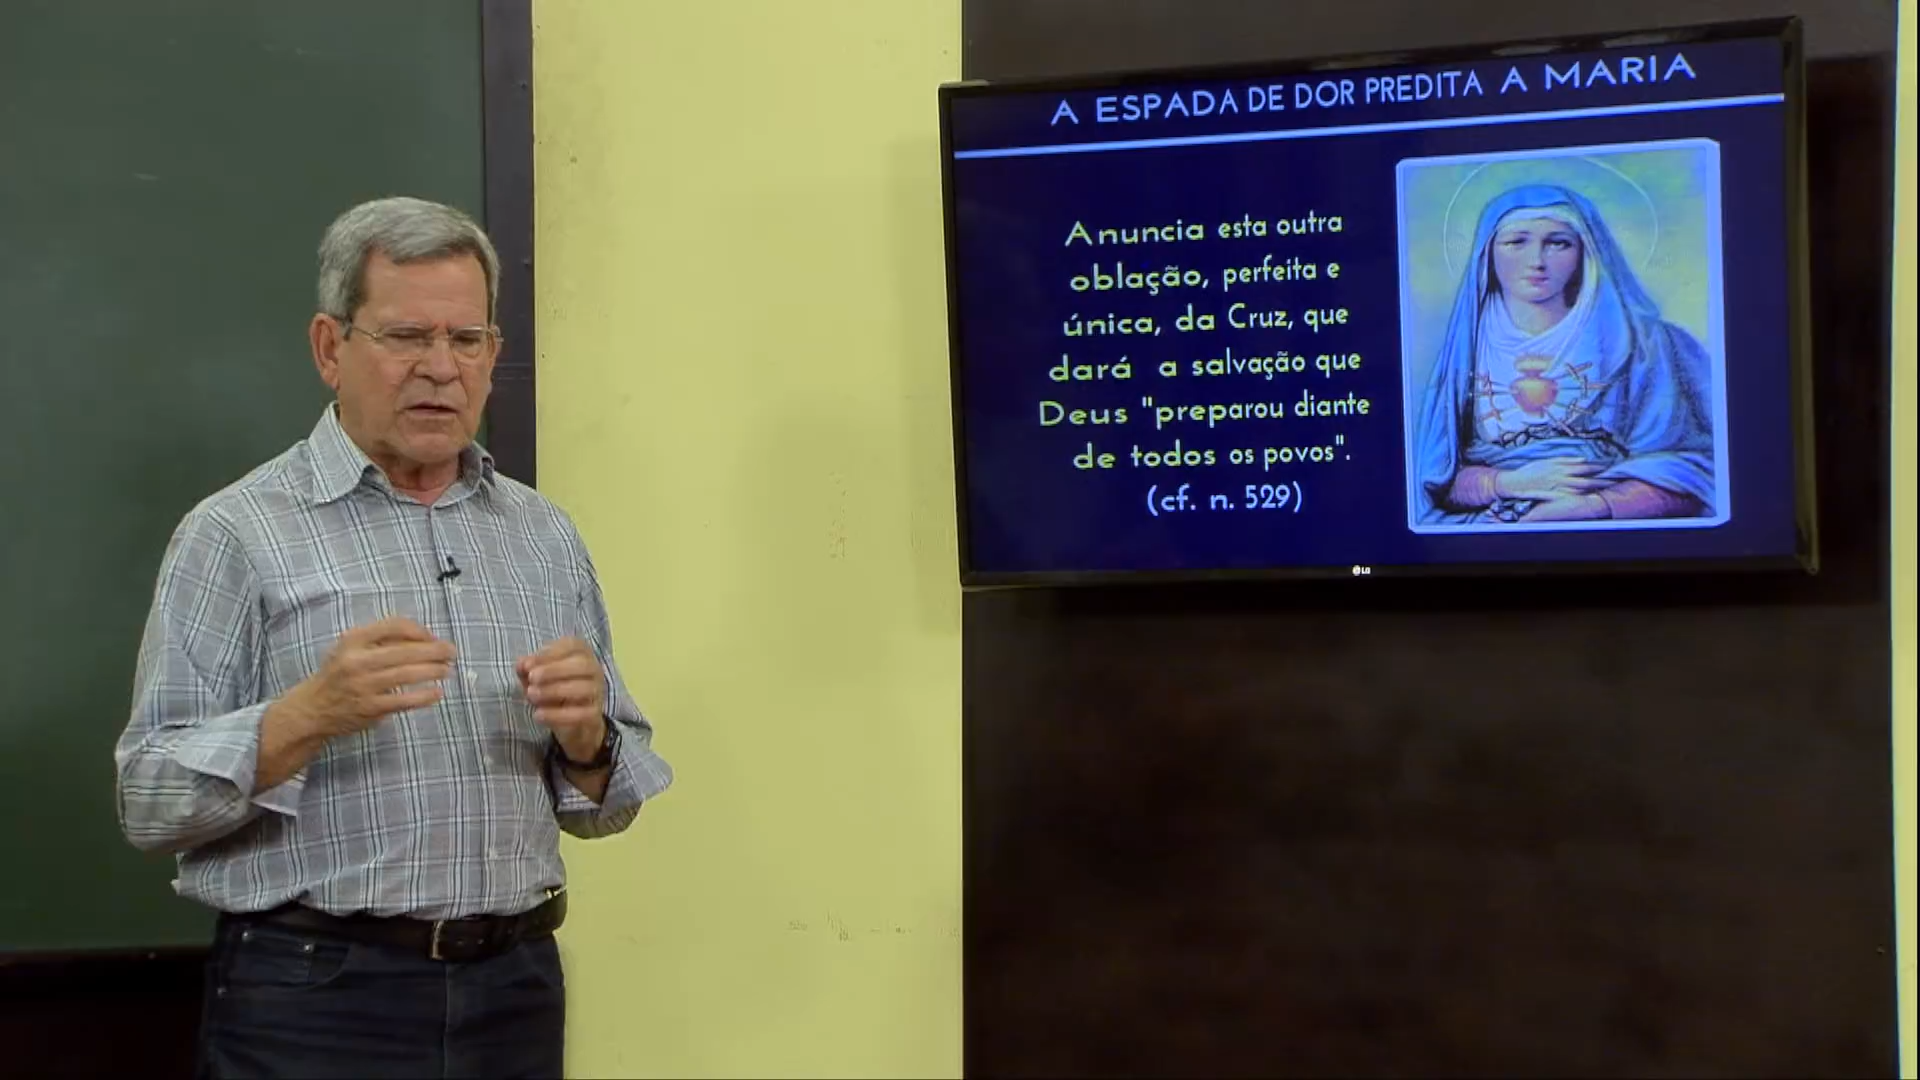 A ESPADA DE DOR PREDITA A MARIA
Anuncia esta outra
oblação, perfeita e
única, da Cruz, que
dará a salvação que
Deus "preparou diante
de todos os povos".
(cf. n. 529)
LG